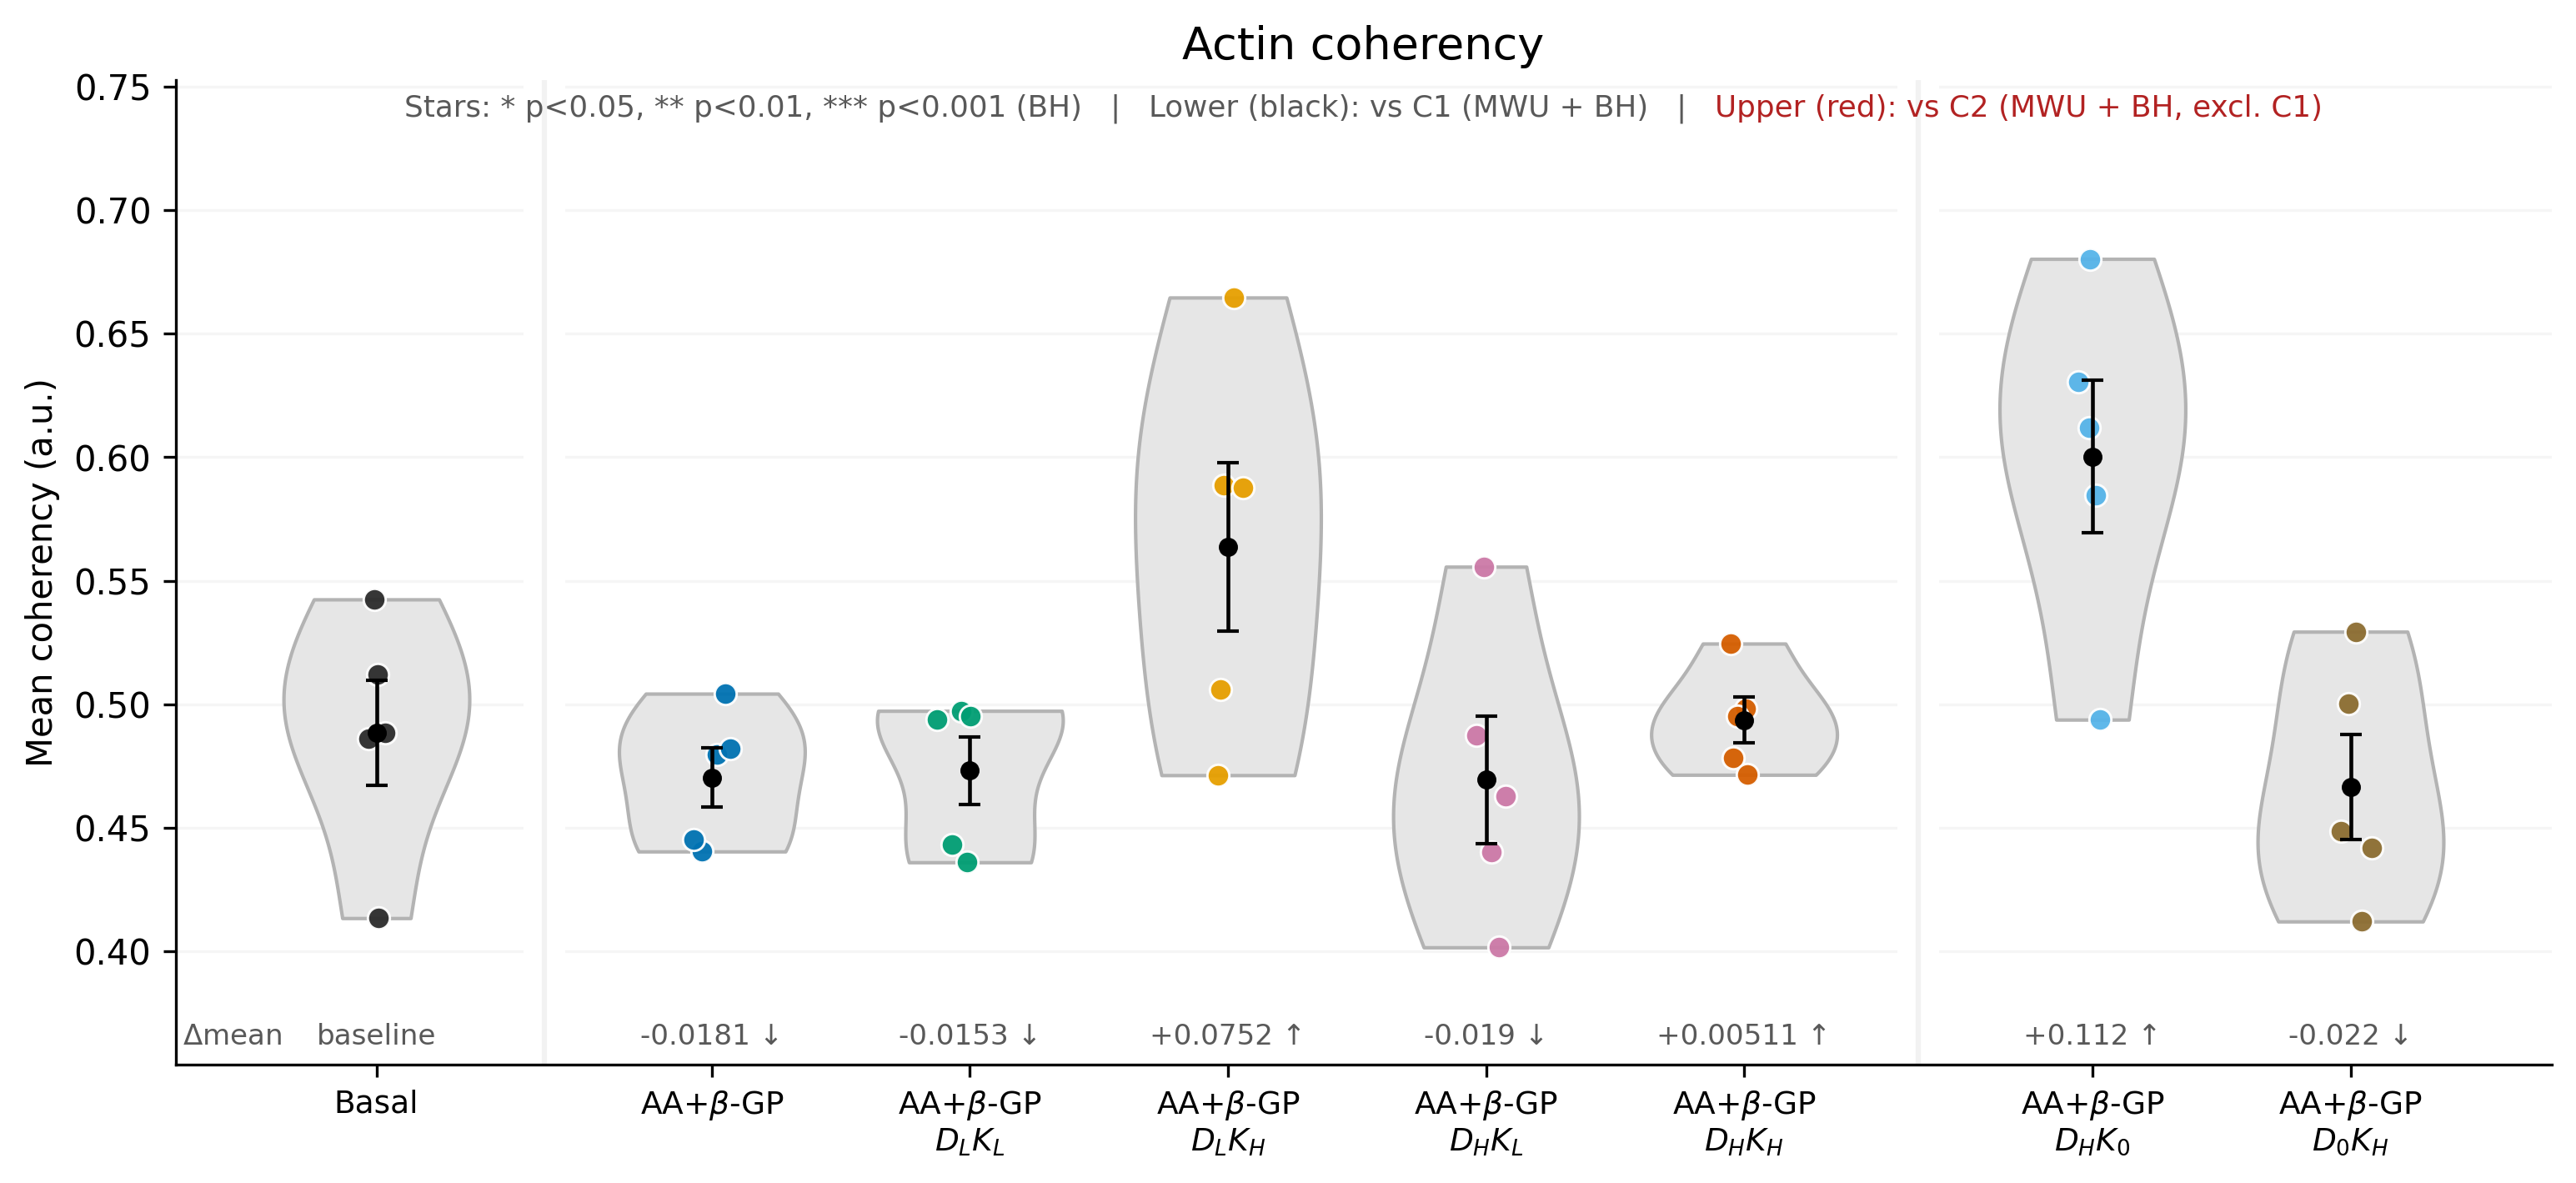 Actin coherency
Stars: * p<0.05, ** p<0.01, *** p<0.001 (BH) | Lower (black): vs C1 (MWU + BH) | Upper (red): vs C2 (MWU + BH, excl. C1)
Mean coherency (a.u.)
0.75
0.70
0.65
0.60
0.55
0.50
0.45
0.40
Δmean baseline -0.0181 ↓ -0.0153 ↓ +0.0752 ↑ -0.019 ↓ +0.00511 ↑ +0.112 ↑ -0.022 ↓
Basal AA+β-GP AA+β-GP AA+β-GP AA+β-GP AA+β-GP AA+β-GP AA+β-GP
D_LK_L D_LK_H D_HK_L D_HK_H D_HK_0 D_0K_H